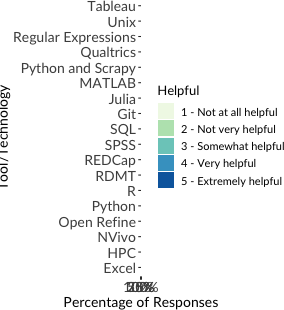 Tableau
Unix
Regular Expressions
Qualtrics
Python and Scrapy
MATLAB
Julia
Git
SQL
SPSS
REDCap
RDMT
R
Python
Open Refine
NVivo
HPC
Excel
Tool/Technology
Percentage of Responses
Helpful
1 - Not at all helpful
2 - Not very helpful
3 - Somewhat helpful
4 - Very helpful
5 - Extremely helpful